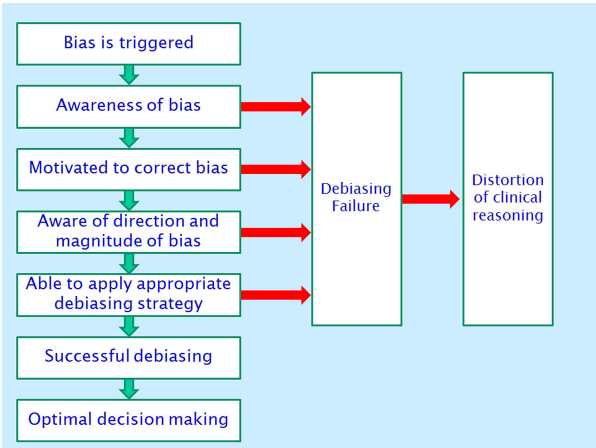 Bias is triggered
Awareness of bias
Motivated to correct bias
Aware of direction and
magnitude of bias
Able to apply appropriate
debiasing strategy
Successful debiasing
Optimal decision making
Debiasing
Failure
Distortion
of clinical
reasoning